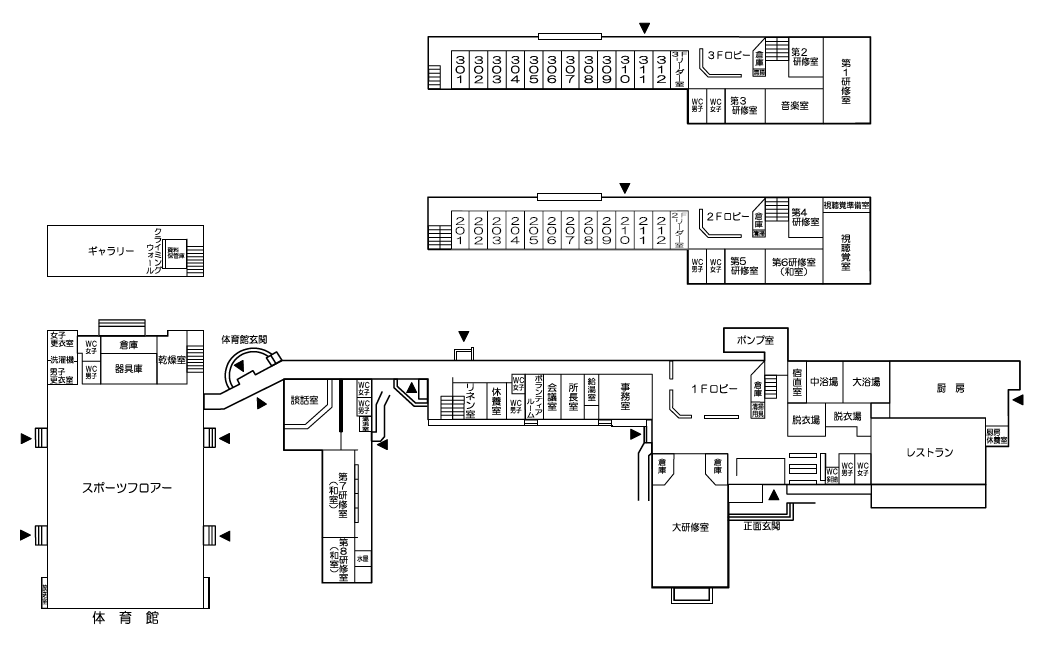 301
302
303
304
305
306
307
308
309
310
311
312
3Fリーダー室
3Fロビー
倉庫
第2
研修室
第1研修室
WC
男子
WC
女子
第3
研修室
音楽室
201
202
203
204
205
206
207
208
209
210
211
212
2Fリーダー室
2Fロビー
倉庫
第4
研修室
視聴覚準備室
視聴覚室
WC
男子
WC
女子
第5
研修室
第6研修室
(和室)
ギャラリー
クライミング
ウォール
女子
更衣室
洗濯機
男子
更衣室
WC
女子
WC
男子
倉庫
器具庫
乾燥室
体育館玄関
スポーツフロアー
体育館
談話室
WC
女子
WC
男子
第7研修室
(和室)
第8研修室
(和室)
水屋
リネン室
休養室
WC
女子
WC
男子
ボランティア
ルーム
会議室
所長室
給湯室
事務室
1Fロビー
ポンプ室
倉庫
宿直室
中浴場
大浴場
脱衣場
脱衣場
厨房
厨房
休養室
レストラン
WC
WC
男子
WC
女子
倉庫
倉庫
大研修室
正面玄関